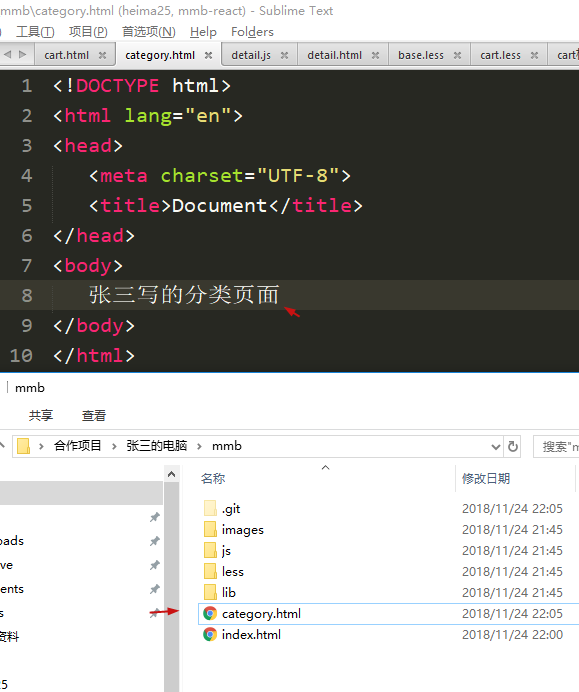 mmb\category.html (heima25, mmb-react) - Sublime Text
工具(T) 项目(P) 首选项(N) Help Folders
cart.html category.html detail.js detail.html base.less cart.less
1 <!DOCTYPE html>
2 <html lang="en">
3 <head>
4 <meta charset="UTF-8">
5 <title>Document</title>
6 </head>
7 <body>
8 张三写的分类页面
9 </body>
10 </html>
mmb
共享 查看
合作项目 张三的电脑 mmb 搜索"m
名称 修改日期
.git 2018/11/24 22:05
images 2018/11/24 21:45
js 2018/11/24 21:45
less 2018/11/24 21:45
lib 2018/11/24 21:45
category.html 2018/11/24 22:05
index.html 2018/11/24 22:00
oads
ve
ents
s
资料
25